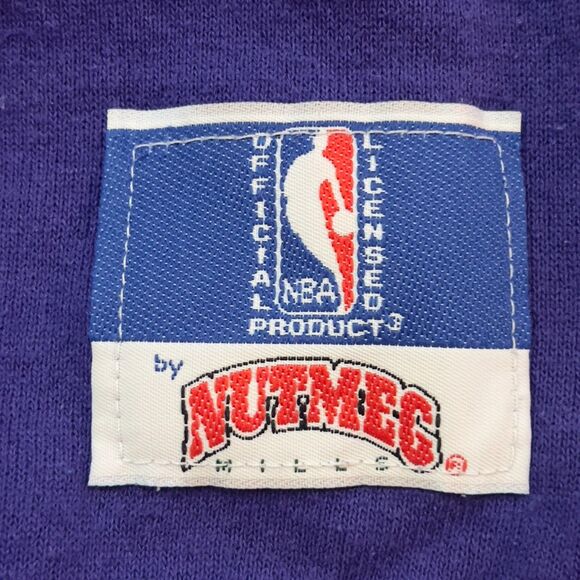 OFFICIAL
LICENSED
NBA
PRODUCT
by
NUTMEG
MILLS ®